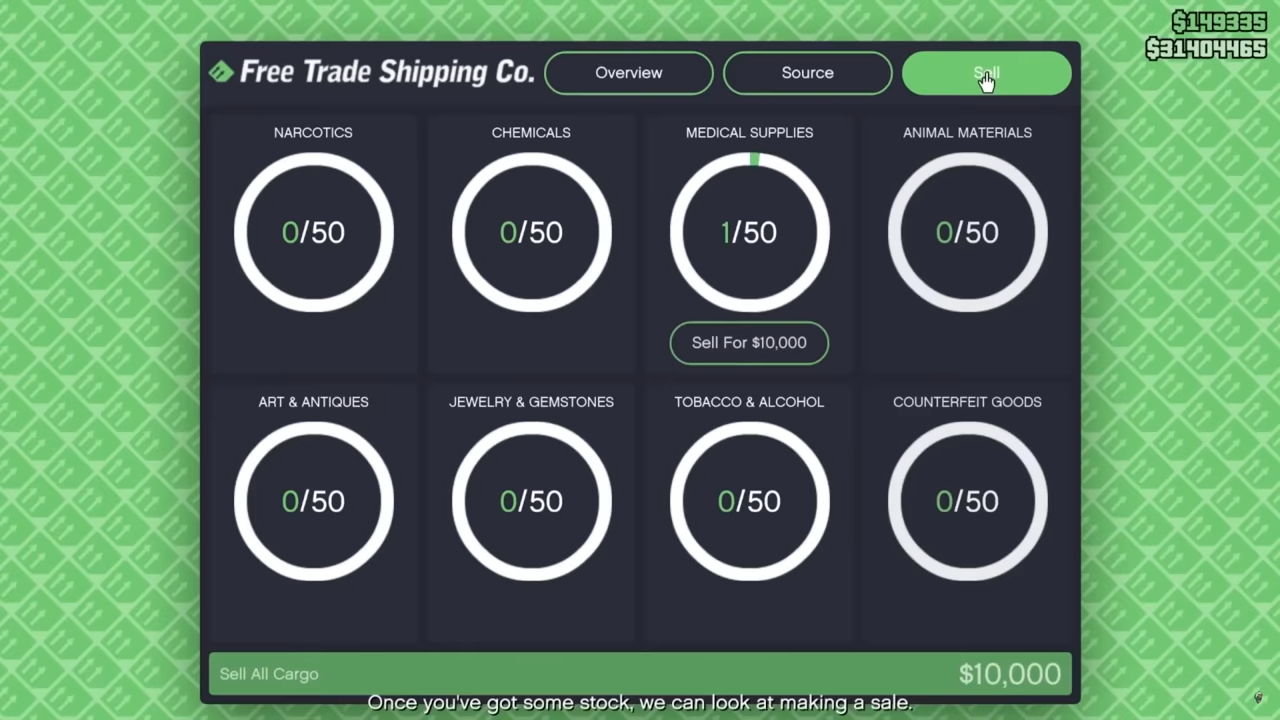 $149335
$31404465
Free Trade Shipping Co.
Overview
Source
Sell
NARCOTICS
CHEMICALS
MEDICAL SUPPLIES
ANIMAL MATERIALS
0/50
0/50
1/50
0/50
Sell For $10,000
ART & ANTIQUES
JEWELRY & GEMSTONES
TOBACCO & ALCOHOL
COUNTERFEIT GOODS
0/50
0/50
0/50
0/50
Sell All Cargo
$10,000
Once you've got some stock, we can look at making a sale.